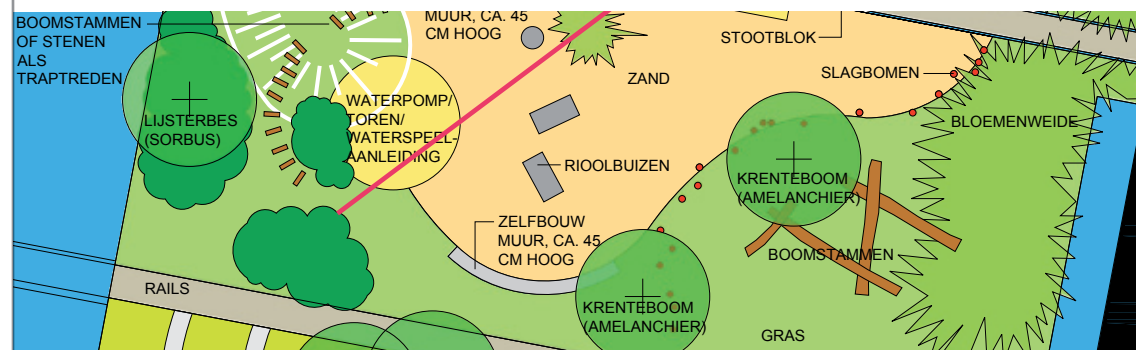 BOOMSTAMMEN
OF STENEN
ALS
TRAPTREDEN
MUUR, CA. 45
CM HOOG
STOOTBLOK
ZAND
SLAGBOMEN
LIJSTERBES
(SORBUS)
WATERPOMP/
TOREN/
WATERSPEEL-
AANLEIDING
BLOEMENWEIDE
RIOOLBUIZEN
KRENTEBOOM
(AMELANCHIER)
ZELFBOUW
MUUR, CA. 45
CM HOOG
BOOMSTAMMEN
RAILS
KRENTEBOOM
(AMELANCHIER)
GRAS